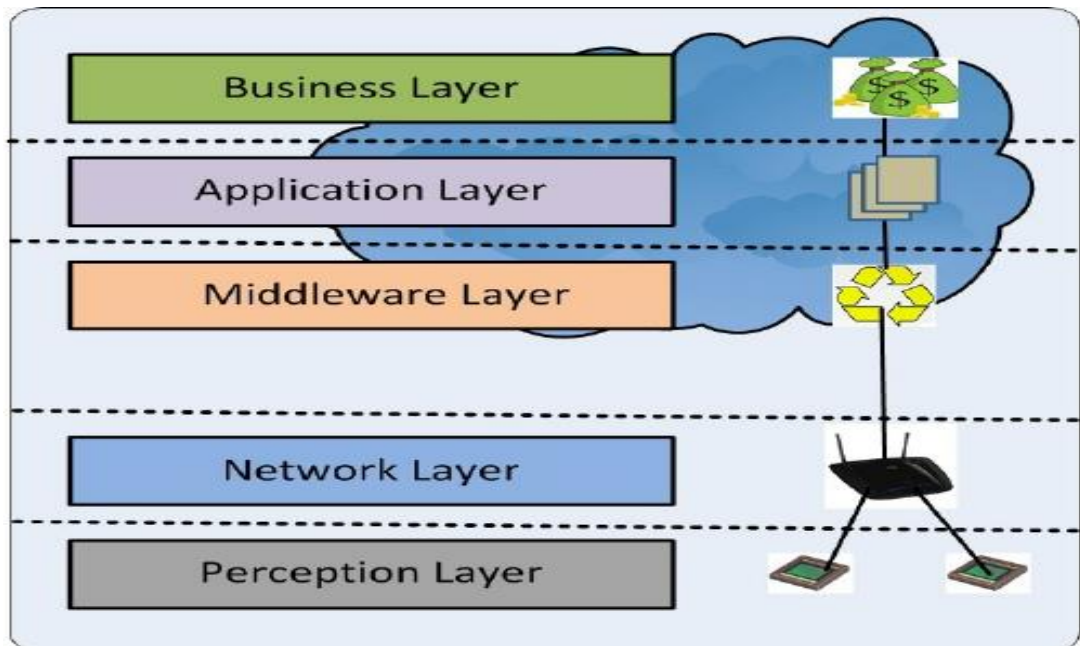 Business Layer
Application Layer
Middleware Layer
Network Layer
Perception Layer
$ $ $